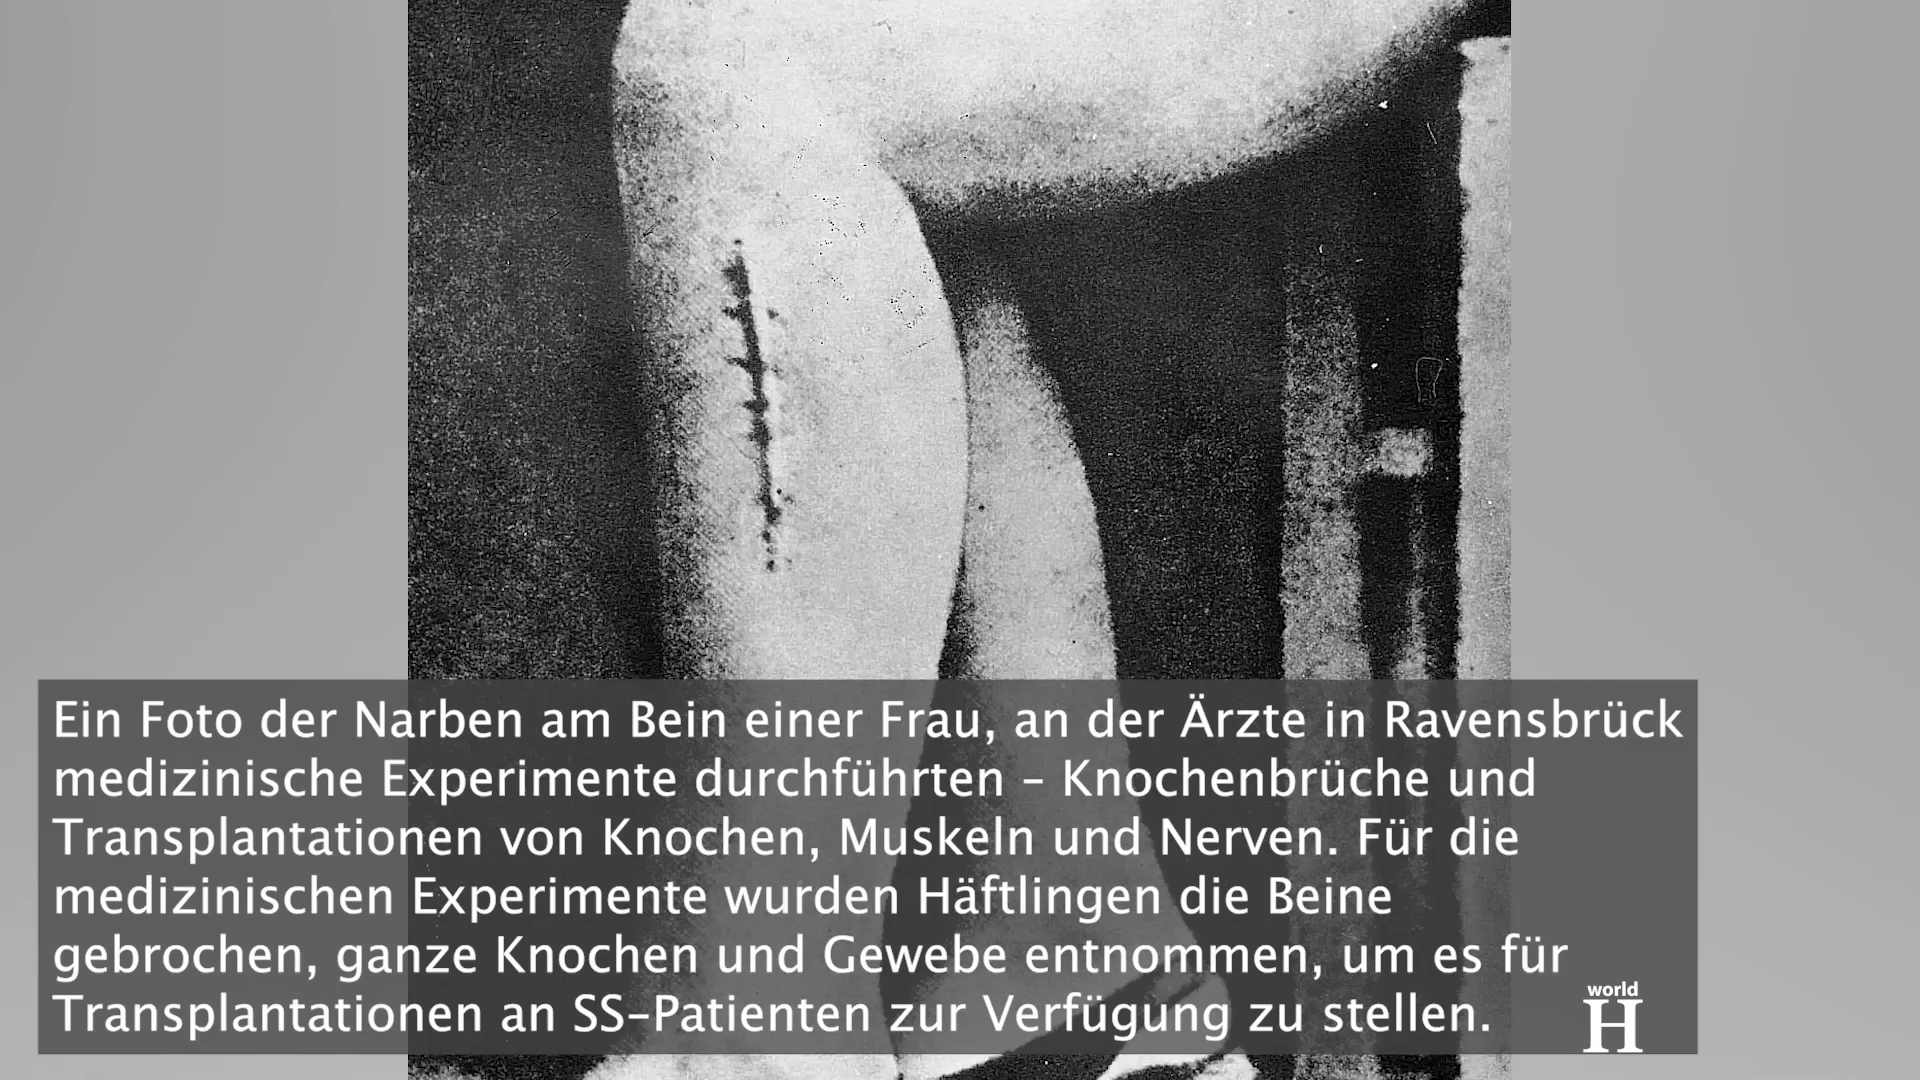 Ein Foto der Narben am Bein einer Frau, an der Ärzte in Ravensbrück
medizinische Experimente durchführten – Knochenbrüche und
Transplantationen von Knochen, Muskeln und Nerven. Für die
medizinischen Experimente wurden Häftlingen die Beine
gebrochen, ganze Knochen und Gewebe entnommen, um es für
Transplantationen an SS-Patienten zur Verfügung zu stellen.
world
H